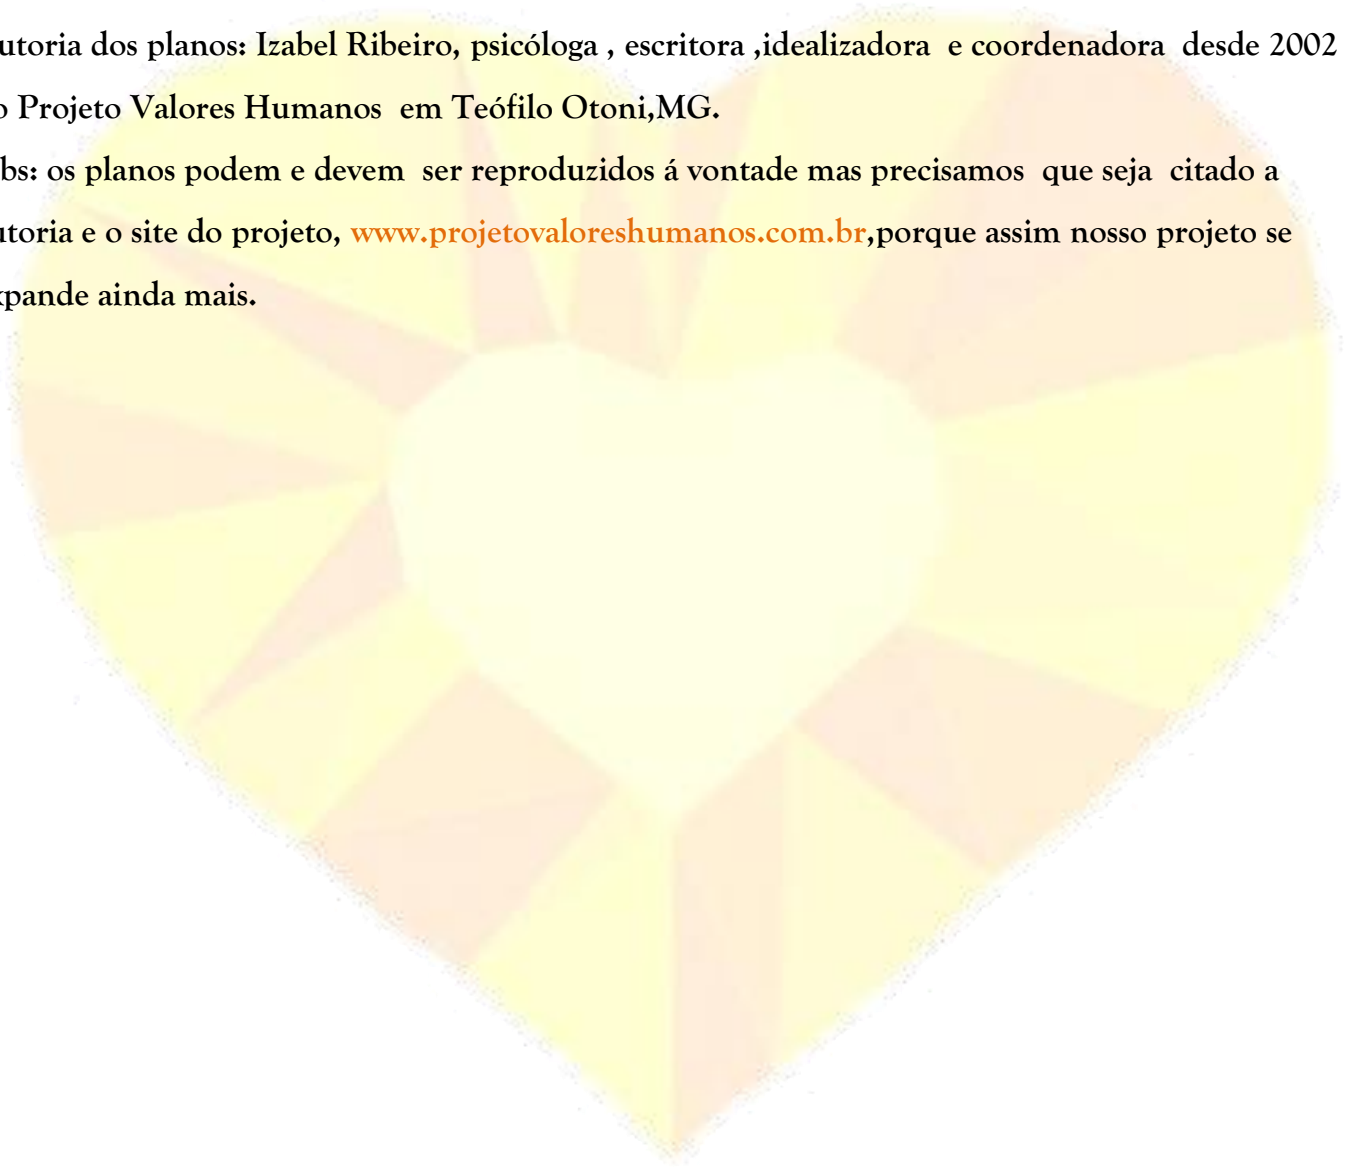 utoria dos planos: Izabel Ribeiro, psicóloga , escritora ,idealizadora e coordenadora desde 2002
o Projeto Valores Humanos em Teófilo Otoni,MG.
bs: os planos podem e devem ser reproduzidos á vontade mas precisamos que seja citado a
utoria e o site do projeto, www.projetovaloreshumanos.com.br,porque assim nosso projeto se
xpande ainda mais.